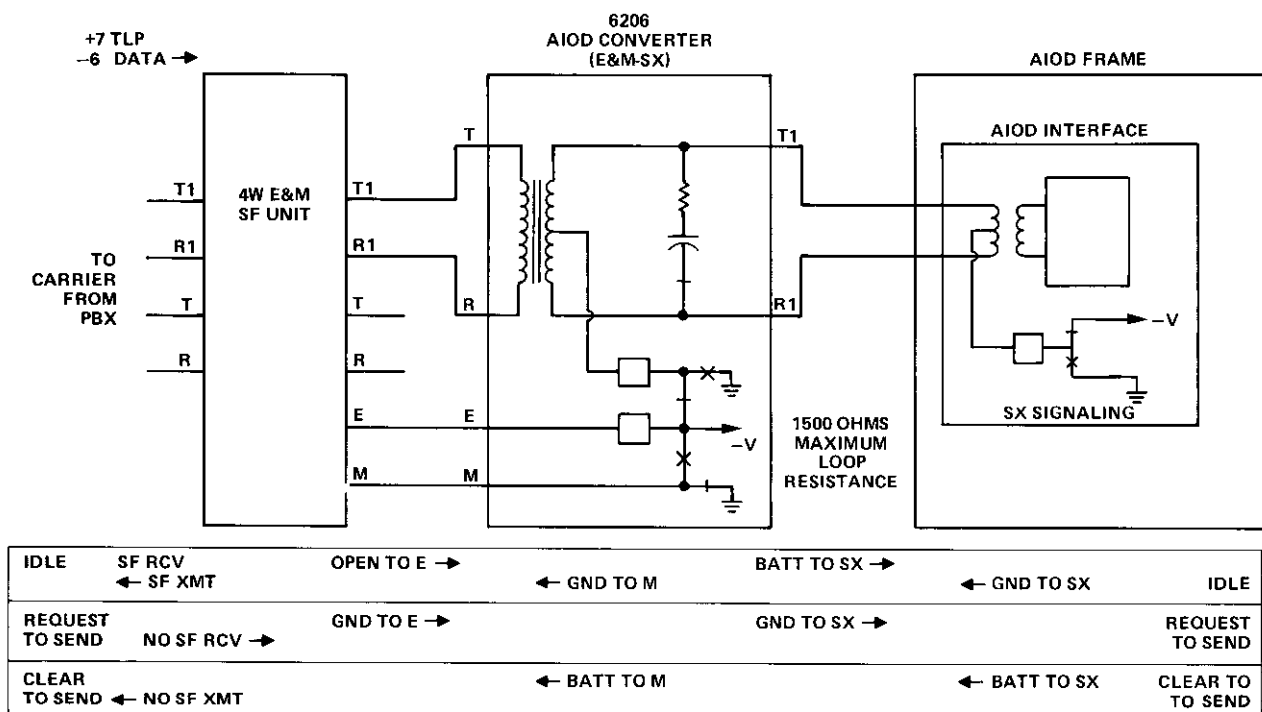 +7 TLP
–6 DATA →
6206
AIOD CONVERTER
(E&M-SX)
AIOD FRAME
AIOD INTERFACE
4W E&M
SF UNIT
T1
R1
T
R
TO
CARRIER
FROM
PBX
T1
R1
T
R
E
M
T
R
E
M
T1
R1
–V
1500 OHMS
MAXIMUM
LOOP
RESISTANCE
–V
SX SIGNALING
IDLE SF RCV OPEN TO E → BATT TO SX →
← SF XMT ← GND TO M ← GND TO SX IDLE
REQUEST GND TO E → GND TO SX → REQUEST
TO SEND NO SF RCV → TO SEND
CLEAR ← BATT TO M ← BATT TO SX CLEAR TO
TO SEND ← NO SF XMT TO SEND